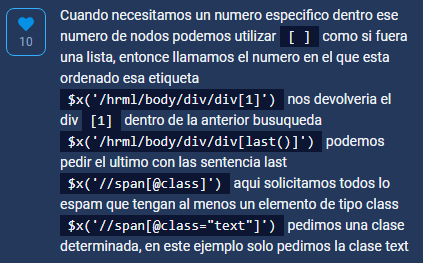 Cuando necesitamos un numero especifico dentro ese
numero de nodos podemos utilizar [ ] como si fuera
una lista, entonce llamamos el numero en el que esta
ordenado esa etiqueta
$x('/hrml/body/div/div[1]') nos devolveria el
div [1] dentro de la anterior busuqueda
$x('/hrml/body/div/div[last()]') podemos
pedir el ultimo con las sentencia last
$x('//span[@class]') aqui solicitamos todos lo
espam que tengan al menos un elemento de tipo class
$x('//span[@class="text"]') pedimos una clase
determinada, en este ejemplo solo pedimos la clase text
10